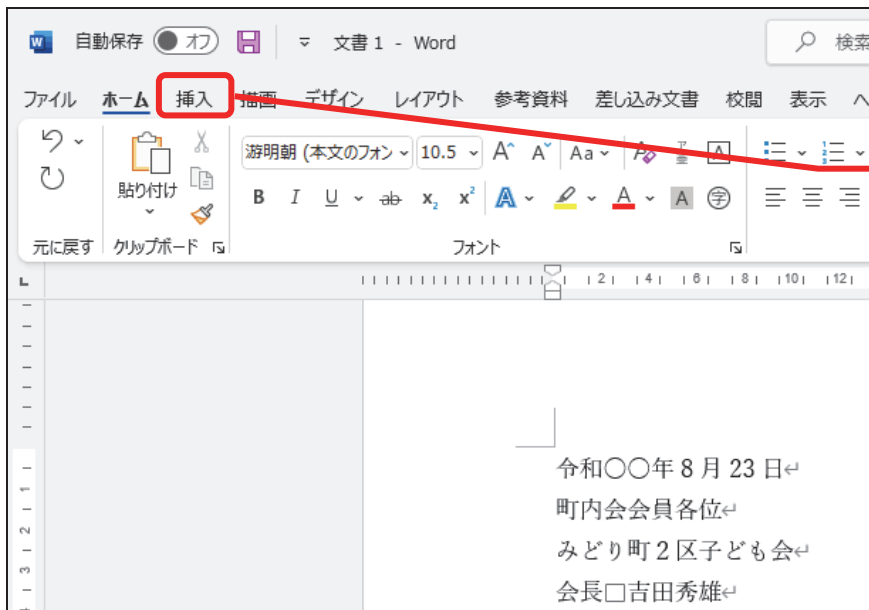 自動保存 オフ 文書 1 - Word 検索
ファイル ホーム 挿入 描画 デザイン レイアウト 参考資料 差し込み文書 校閲 表示 ヘ
游明朝 (本文のフォン 10.5 A A Aa A A
貼り付け
B I U ab x2 x2 A A A 字
元に戻す クリップボード フォント
2 4 6 8 10 12
令和〇〇年 8 月 23 日↵
町内会会員各位↵
みどり町 2 区子ども会↵
会長□吉田秀雄↵
1
2
3